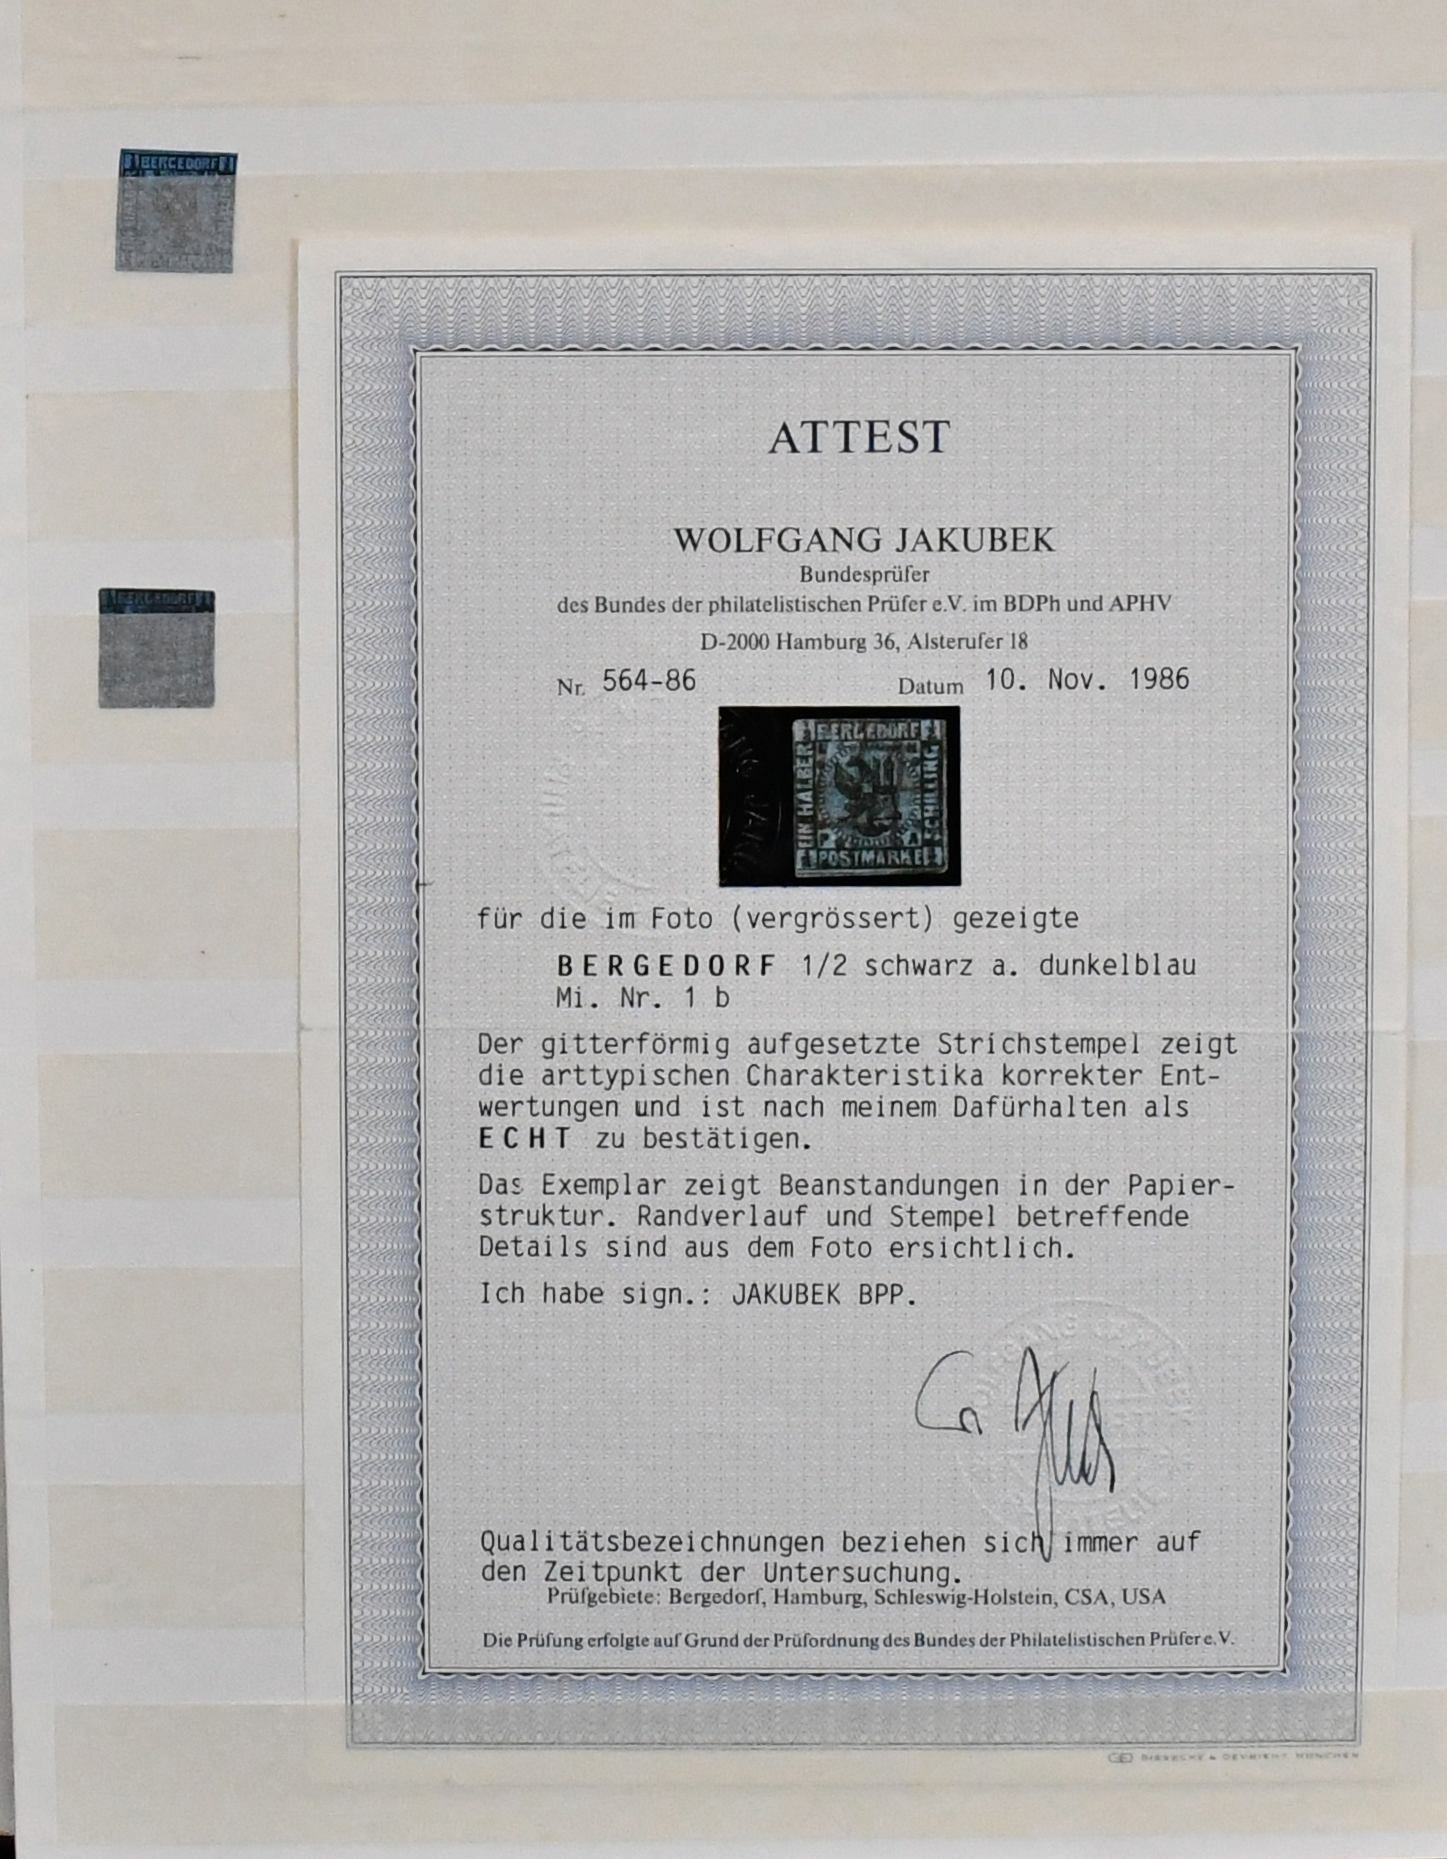 BERGEDORF
BERGEDORF
ATTEST
WOLFGANG JAKUBEK
Bundesprüfer
des Bundes der philatelistischen Prüfer e.V. im BDPh und APHV
D-2000 Hamburg 36, Alsterufer 18
Nr. 564-86 Datum 10. Nov. 1986
BERGEDORF
EIN HALBER
SCHILLING
POSTMARKE
für die im Foto (vergrössert) gezeigte
BERGEDORF 1/2 schwarz a. dunkelblau
Mi. Nr. 1 b
Der gitterförmig aufgesetzte Strichstempel zeigt
die arttypischen Charakteristika korrekter Ent-
wertungen und ist nach meinem Dafürhalten als
ECHT zu bestätigen.
Das Exemplar zeigt Beanstandungen in der Papier-
struktur. Randverlauf und Stempel betreffende
Details sind aus dem Foto ersichtlich.
Ich habe sign.: JAKUBEK BPP.
Qualitätsbezeichnungen beziehen sich immer auf
den Zeitpunkt der Untersuchung.
Prüfgebiete: Bergedorf, Hamburg, Schleswig-Holstein, CSA, USA
Die Prüfung erfolgte auf Grund der Prüfordnung des Bundes der Philatelistischen Prüfer e.V.
GIESECKE & DEVRIENT MÜNCHEN